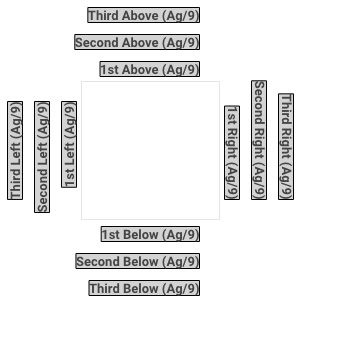 Third Above (Ag/9)
Second Above (Ag/9)
1st Above (Ag/9)
Third Left (Ag/9)
Second Left (Ag/9)
1st Left (Ag/9)
1st Right (Ag/9)
Second Right (Ag/9)
Third Right (Ag/9)
1st Below (Ag/9)
Second Below (Ag/9)
Third Below (Ag/9)